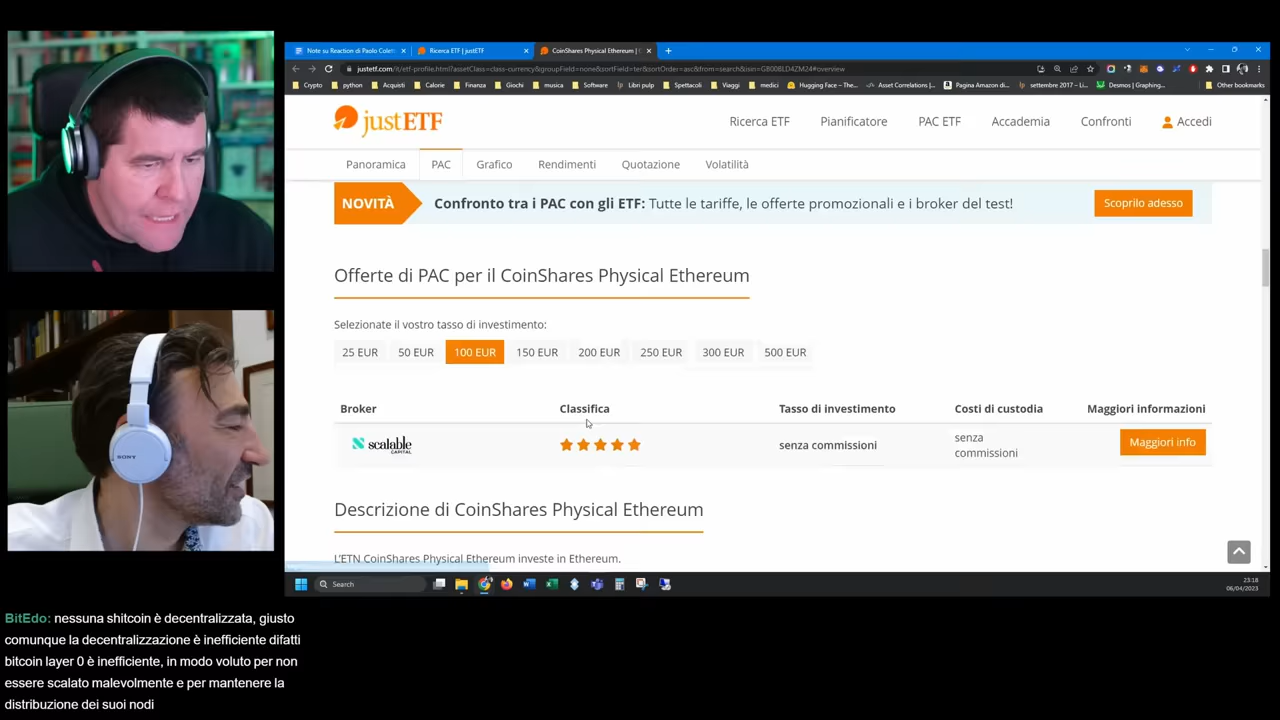 Note su Reaction di Paolo Colet
Ricerca ETF | justETF
CoinShares Physical Ethereum |
justetf.com/it/etf-profile.html?assetClass=class-currency&groupField=none&sortField=ter&sortOrder=asc&from=search&isin=GB00BLD4ZM24#overview
Crypto
python
Acquisti
Calorie
Finanza
Giochi
musica
Software
Libri pulp
Spettacoli
Viaggi
medici
Hugging Face – The...
Asset Correlations |...
Pagina Amazon di...
settembre 2017 -...
Desmos | Graphing...
Other bookmarks
justETF
Ricerca ETF
Pianificatore
PAC ETF
Accademia
Confronti
Accedi
Panoramica
PAC
Grafico
Rendimenti
Quotazione
Volatilità
NOVITÀ
Confronto tra i PAC con gli ETF: Tutte le tariffe, le offerte promozionali e i broker del test!
Scoprilo adesso
Offerte di PAC per il CoinShares Physical Ethereum
Selezionate il vostro tasso di investimento:
25 EUR
50 EUR
100 EUR
150 EUR
200 EUR
250 EUR
300 EUR
500 EUR
Broker
Classifica
Tasso di investimento
Costi di custodia
Maggiori informazioni
scalable
CAPITAL
senza commissioni
senza
commissioni
Maggiori info
Descrizione di CoinShares Physical Ethereum
L'ETN CoinShares Physical Ethereum investe in Ethereum.
Search
23:18
06/04/2023
SONY
BitEdo: nessuna shitcoin è decentralizzata, giusto
comunque la decentralizzazione è inefficiente difatti
bitcoin layer 0 è inefficiente, in modo voluto per non
essere scalato malevolmente e per mantenere la
distribuzione dei suoi nodi